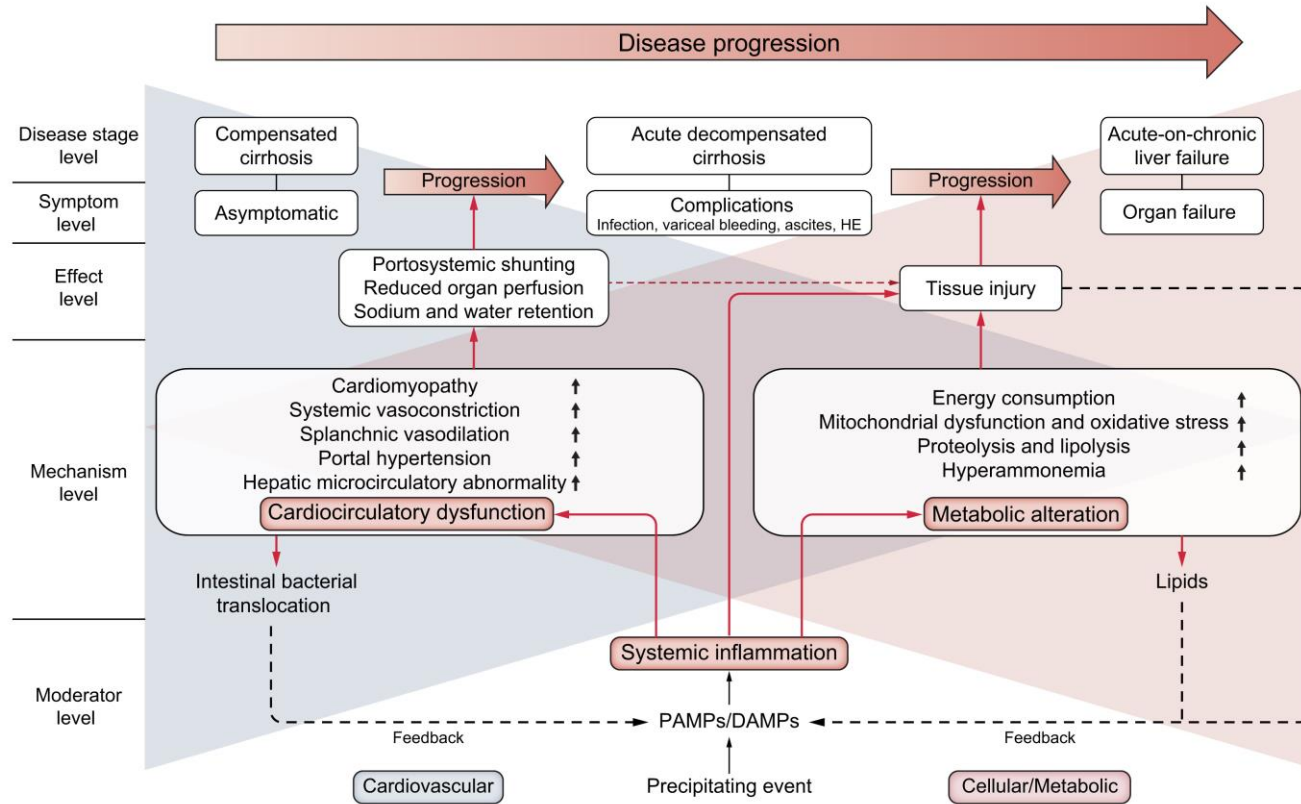 Disease progression
Disease stage
level
Compensated
cirrhosis
Acute decompensated
cirrhosis
Acute-on-chronic
liver failure
Progression
Progression
Symptom
level
Asymptomatic
Complications
Infection, variceal bleeding, ascites, HE
Organ failure
Effect
level
Portosystemic shunting
Reduced organ perfusion
Sodium and water retention
Tissue injury
Mechanism
level
Cardiomyopathy
Systemic vasoconstriction
Splanchnic vasodilation
Portal hypertension
Hepatic microcirculatory abnormality
Cardiocirculatory dysfunction
Energy consumption
Mitochondrial dysfunction and oxidative stress
Proteolysis and lipolysis
Hyperammonemia
Metabolic alteration
Intestinal bacterial
translocation
Lipids
Moderator
level
Systemic inflammation
PAMPs/DAMPs
Feedback
Feedback
Cardiovascular
Precipitating event
Cellular/Metabolic